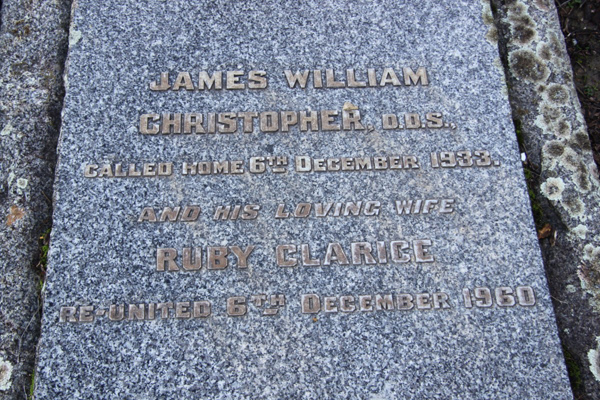 JAMES WILLIAM
CHRISTOPHER, D.D.S.,
CALLED HOME 6TH DECEMBER 1933.
AND HIS LOVING WIFE
RUBY CLARICE
RE-UNITED 6TH DECEMBER 1960